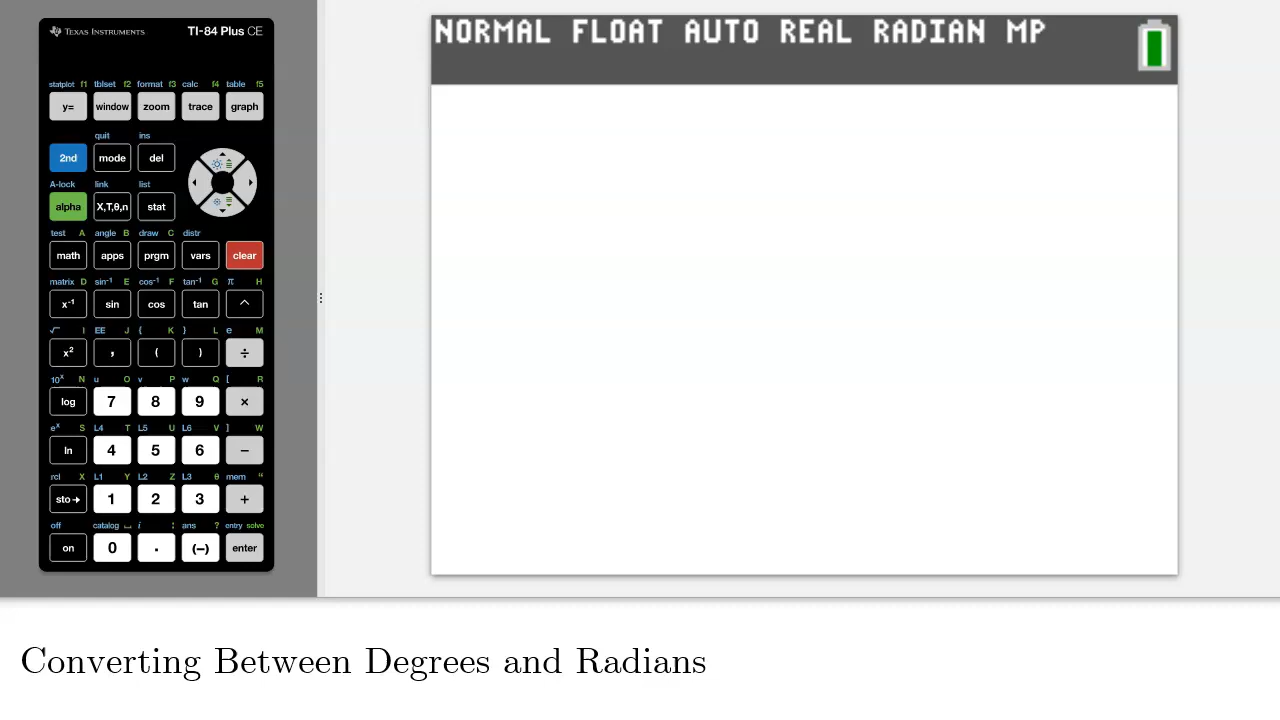 TEXAS INSTRUMENTS TI-84 Plus CE
NORMAL FLOAT AUTO REAL RADIAN MP
statplot f1 tblset f2 format f3 calc f4 table f5
y= window zoom trace graph
quit ins
2nd mode del
A-lock link list
alpha X,T,θ,n stat
test A angle B draw C distr
math apps prgm vars clear
matrix D sin⁻¹ E cos⁻¹ F tan⁻¹ G π H
x⁻¹ sin cos tan ^
√ I EE J { K } L e M
x² , ( ) ÷
10ˣ N u O v P w Q [ R
log 7 8 9 ×
eˣ S L4 T L5 U L6 V ] W
ln 4 5 6 −
rcl X L1 Y L2 Z L3 θ mem “
sto→ 1 2 3 +
off catalog ⎵ i : ans ? entry solve
on 0 . (−) enter
Converting Between Degrees and Radians